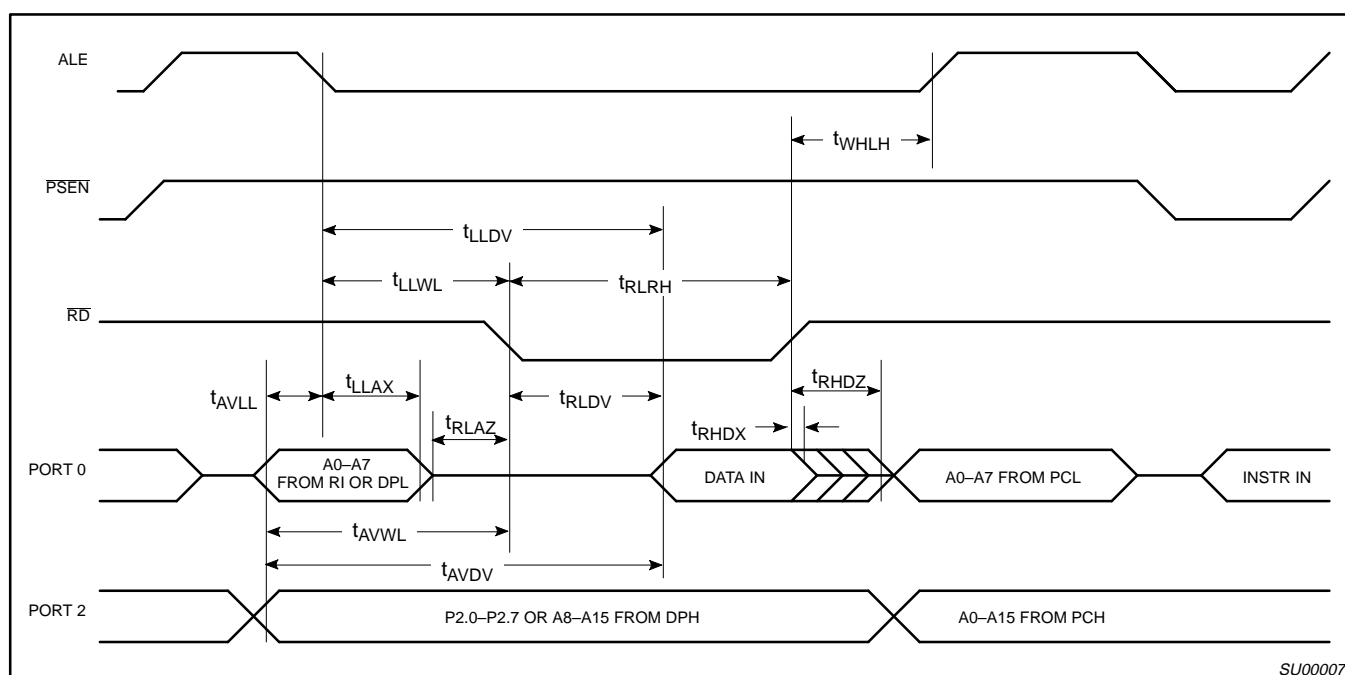 ALE
tWHLH
PSEN
tLLDV
tLLWL
tRLRH
RD
tAVLL
tLLAX
tRLDV
tRHDZ
tRLAZ
tRHDX
PORT 0
A0–A7
FROM RI OR DPL
DATA IN
A0–A7 FROM PCL
INSTR IN
tAVWL
tAVDV
PORT 2
P2.0–P2.7 OR A8–A15 FROM DPH
A0–A15 FROM PCH
SU00007